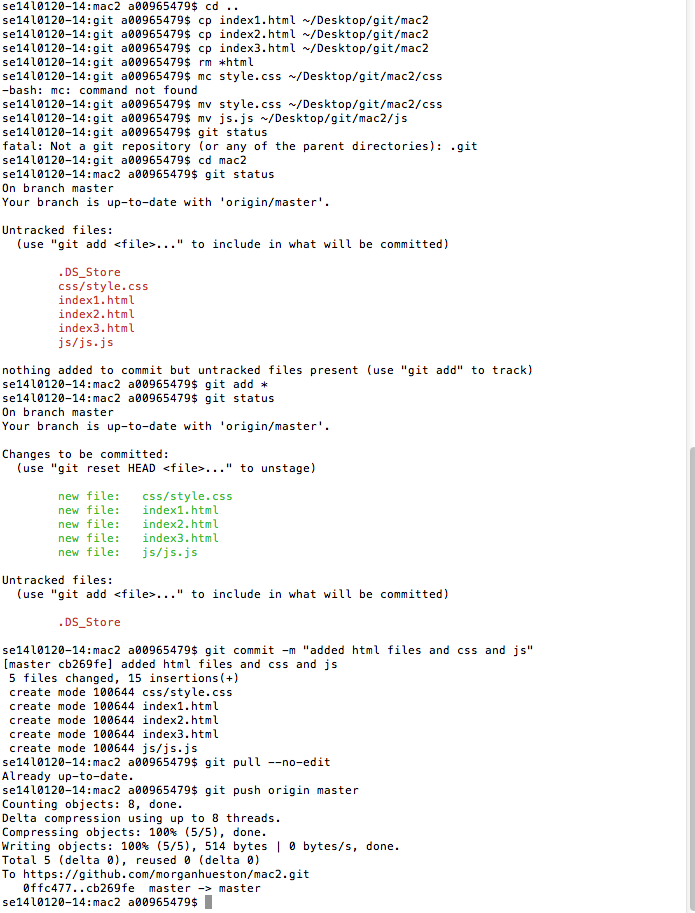 se14l0120-14:mac2 a00965479$ cd ..
se14l0120-14:git a00965479$ cp index1.html ~/Desktop/git/mac2
se14l0120-14:git a00965479$ cp index2.html ~/Desktop/git/mac2
se14l0120-14:git a00965479$ cp index3.html ~/Desktop/git/mac2
se14l0120-14:git a00965479$ rm *html
se14l0120-14:git a00965479$ mc style.css ~/Desktop/git/mac2/css
-bash: mc: command not found
se14l0120-14:git a00965479$ mv style.css ~/Desktop/git/mac2/css
se14l0120-14:git a00965479$ mv js.js ~/Desktop/git/mac2/js
se14l0120-14:git a00965479$ git status
fatal: Not a git repository (or any of the parent directories): .git
se14l0120-14:git a00965479$ cd mac2
se14l0120-14:mac2 a00965479$ git status
On branch master
Your branch is up-to-date with 'origin/master'.
Untracked files:
  (use "git add <file>..." to include in what will be committed)
        .DS_Store
        css/style.css
        index1.html
        index2.html
        index3.html
        js/js.js
nothing added to commit but untracked files present (use "git add" to track)
se14l0120-14:mac2 a00965479$ git add *
se14l0120-14:mac2 a00965479$ git status
On branch master
Your branch is up-to-date with 'origin/master'.
Changes to be committed:
  (use "git reset HEAD <file>..." to unstage)
        new file:   css/style.css
        new file:   index1.html
        new file:   index2.html
        new file:   index3.html
        new file:   js/js.js
Untracked files:
  (use "git add <file>..." to include in what will be committed)
        .DS_Store
se14l0120-14:mac2 a00965479$ git commit -m "added html files and css and js"
[master cb269fe] added html files and css and js
 5 files changed, 15 insertions(+)
 create mode 100644 css/style.css
 create mode 100644 index1.html
 create mode 100644 index2.html
 create mode 100644 index3.html
 create mode 100644 js/js.js
se14l0120-14:mac2 a00965479$ git pull --no-edit
Already up-to-date.
se14l0120-14:mac2 a00965479$ git push origin master
Counting objects: 8, done.
Delta compression using up to 8 threads.
Compressing objects: 100% (5/5), done.
Writing objects: 100% (5/5), 514 bytes | 0 bytes/s, done.
Total 5 (delta 0), reused 0 (delta 0)
To https://github.com/morganhueston/mac2.git
   0ffc477..cb269fe  master -> master
se14l0120-14:mac2 a00965479$